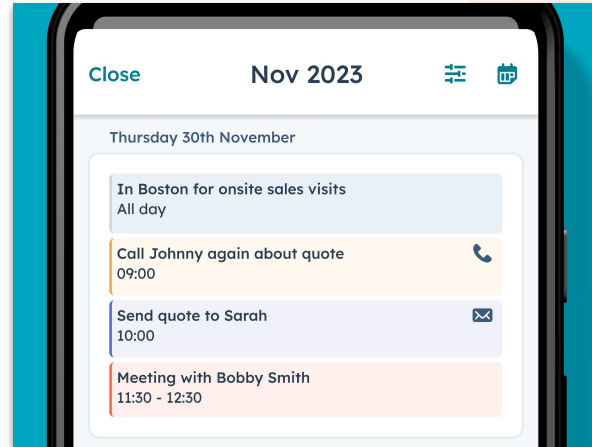 Close
Nov 2023
Thursday 30th November
In Boston for onsite sales visits
All day
Call Johnny again about quote
09:00
Send quote to Sarah
10:00
Meeting with Bobby Smith
11:30 - 12:30